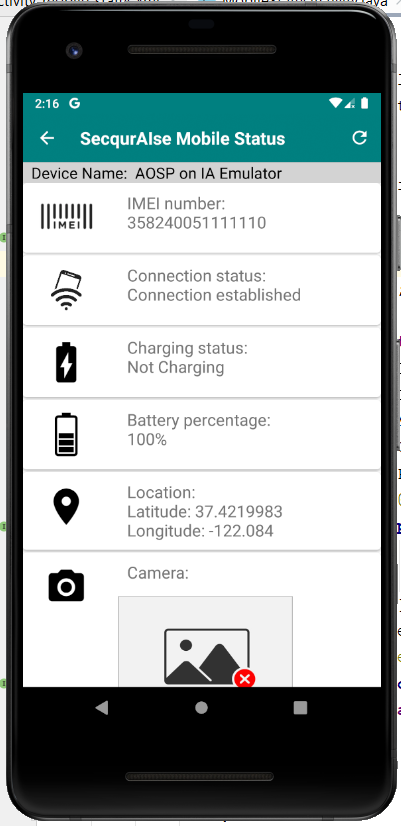 2:16 G
SecqurAIse Mobile Status
Device Name: AOSP on IA Emulator
IMEI
IMEI number:
358240051111110
Connection status:
Connection established
Charging status:
Not Charging
Battery percentage:
100%
Location:
Latitude: 37.4219983
Longitude: -122.084
Camera: